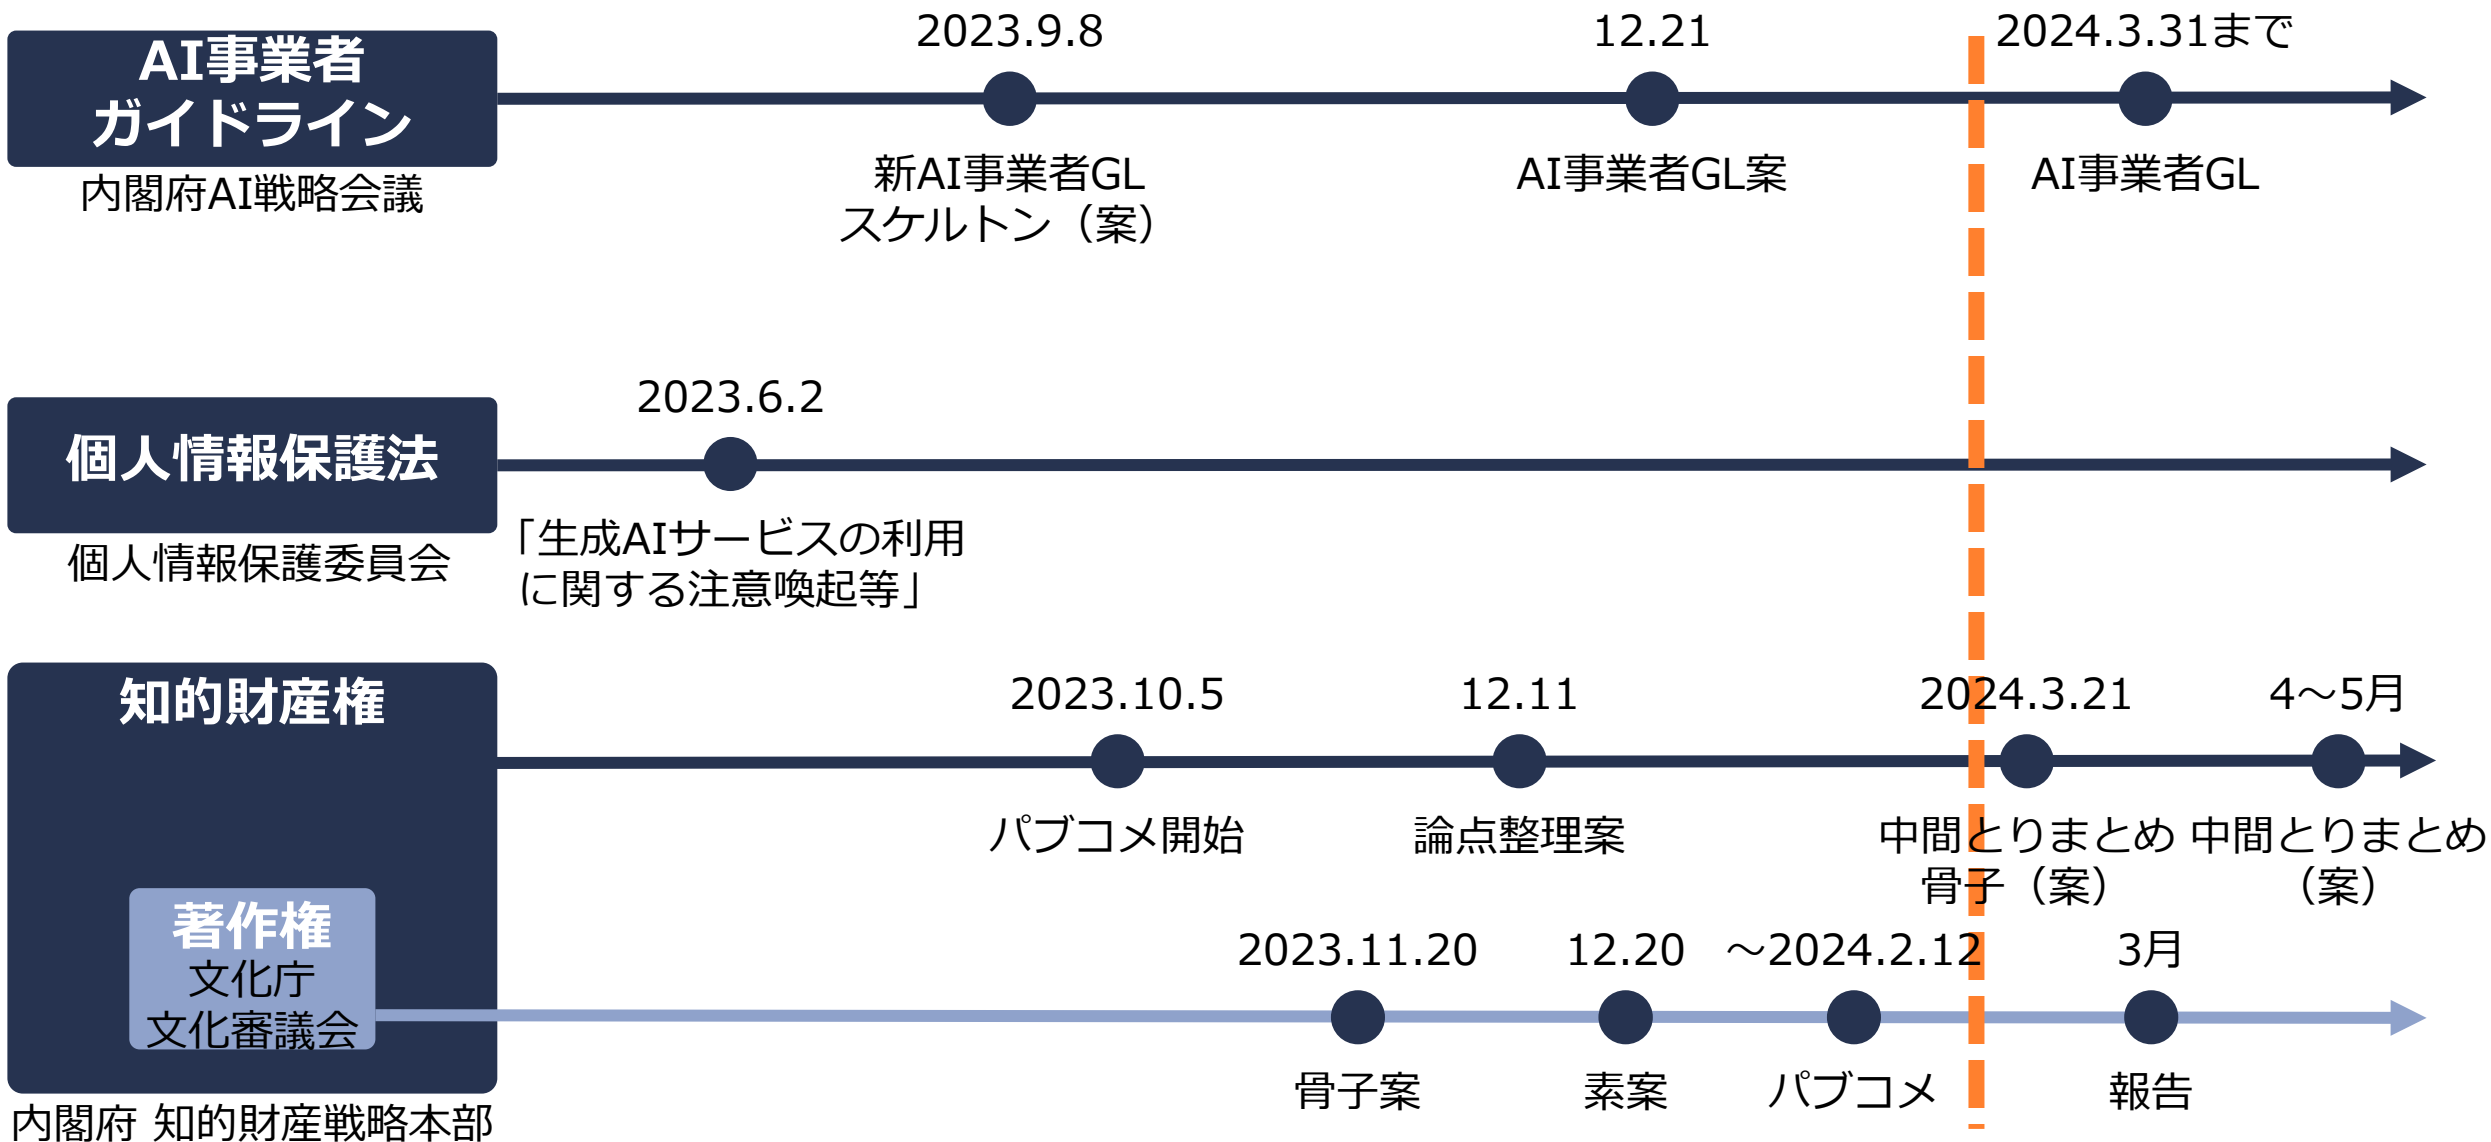 AI事業者
ガイドライン
内閣府AI戦略会議
2023.9.8
新AI事業者GL
スケルトン（案）
12.21
AI事業者GL案
2024.3.31まで
AI事業者GL
個人情報保護法
個人情報保護委員会
2023.6.2
「生成AIサービスの利用
に関する注意喚起等」
知的財産権
2023.10.5
パブコメ開始
12.11
論点整理案
2024.3.21
中間とりまとめ
骨子（案）
4～5月
中間とりまとめ
（案）
著作権
文化庁
文化審議会
2023.11.20
骨子案
12.20
素案
～2024.2.12
パブコメ
3月
報告
内閣府 知的財産戦略本部